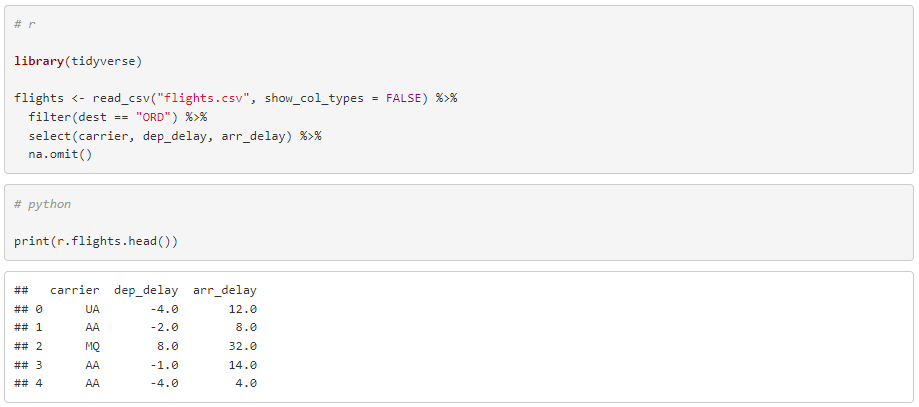 # r
library(tidyverse)
flights <- read_csv("flights.csv", show_col_types = FALSE) %>%
  filter(dest == "ORD") %>%
  select(carrier, dep_delay, arr_delay) %>%
  na.omit()
# python
print(r.flights.head())
##   carrier  dep_delay  arr_delay
## 0      UA       -4.0       12.0
## 1      AA       -2.0        8.0
## 2      MQ        8.0       32.0
## 3      AA       -1.0       14.0
## 4      AA       -4.0        4.0